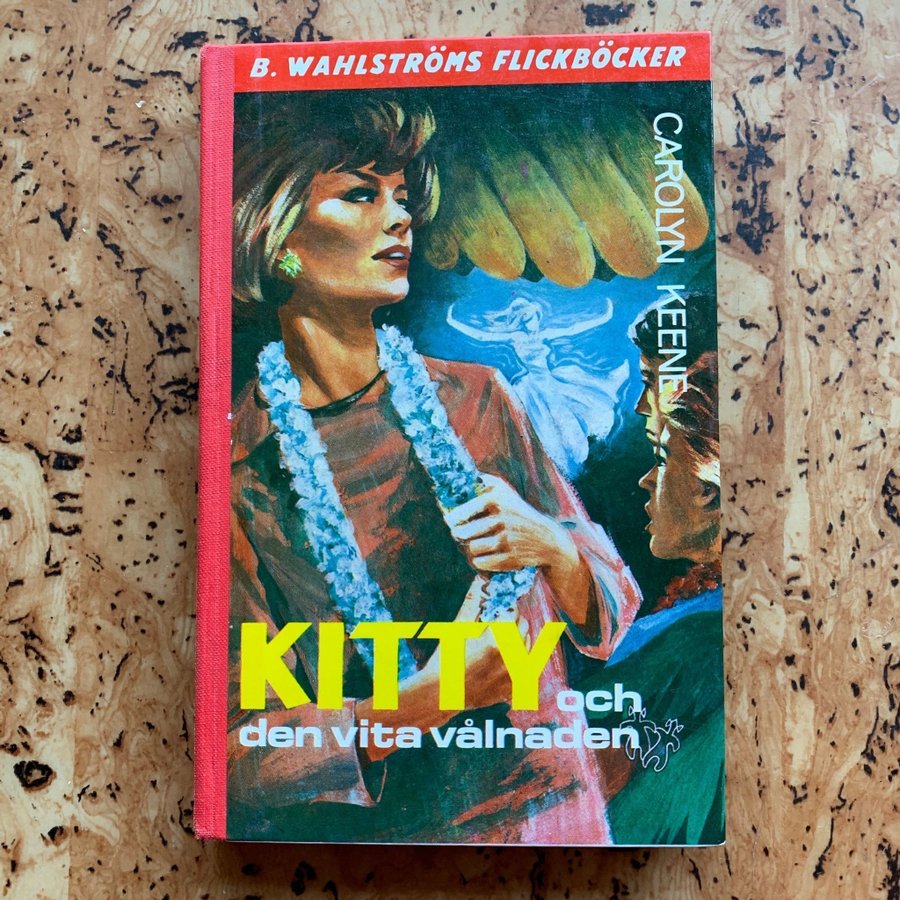 B. WAHLSTRÖMS FLICKBÖCKER
CAROLYN KEENE
KITTY och
den vita vålnaden